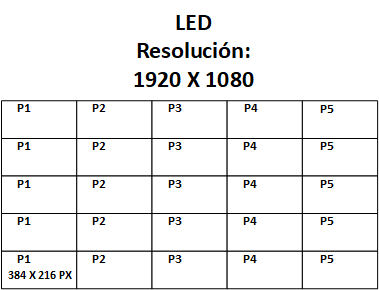 LED
Resolución:
1920 X 1080
P1 P2 P3 P4 P5
P1 P2 P3 P4 P5
P1 P2 P3 P4 P5
P1 P2 P3 P4 P5
P1 P2 P3 P4 P5
384 X 216 PX